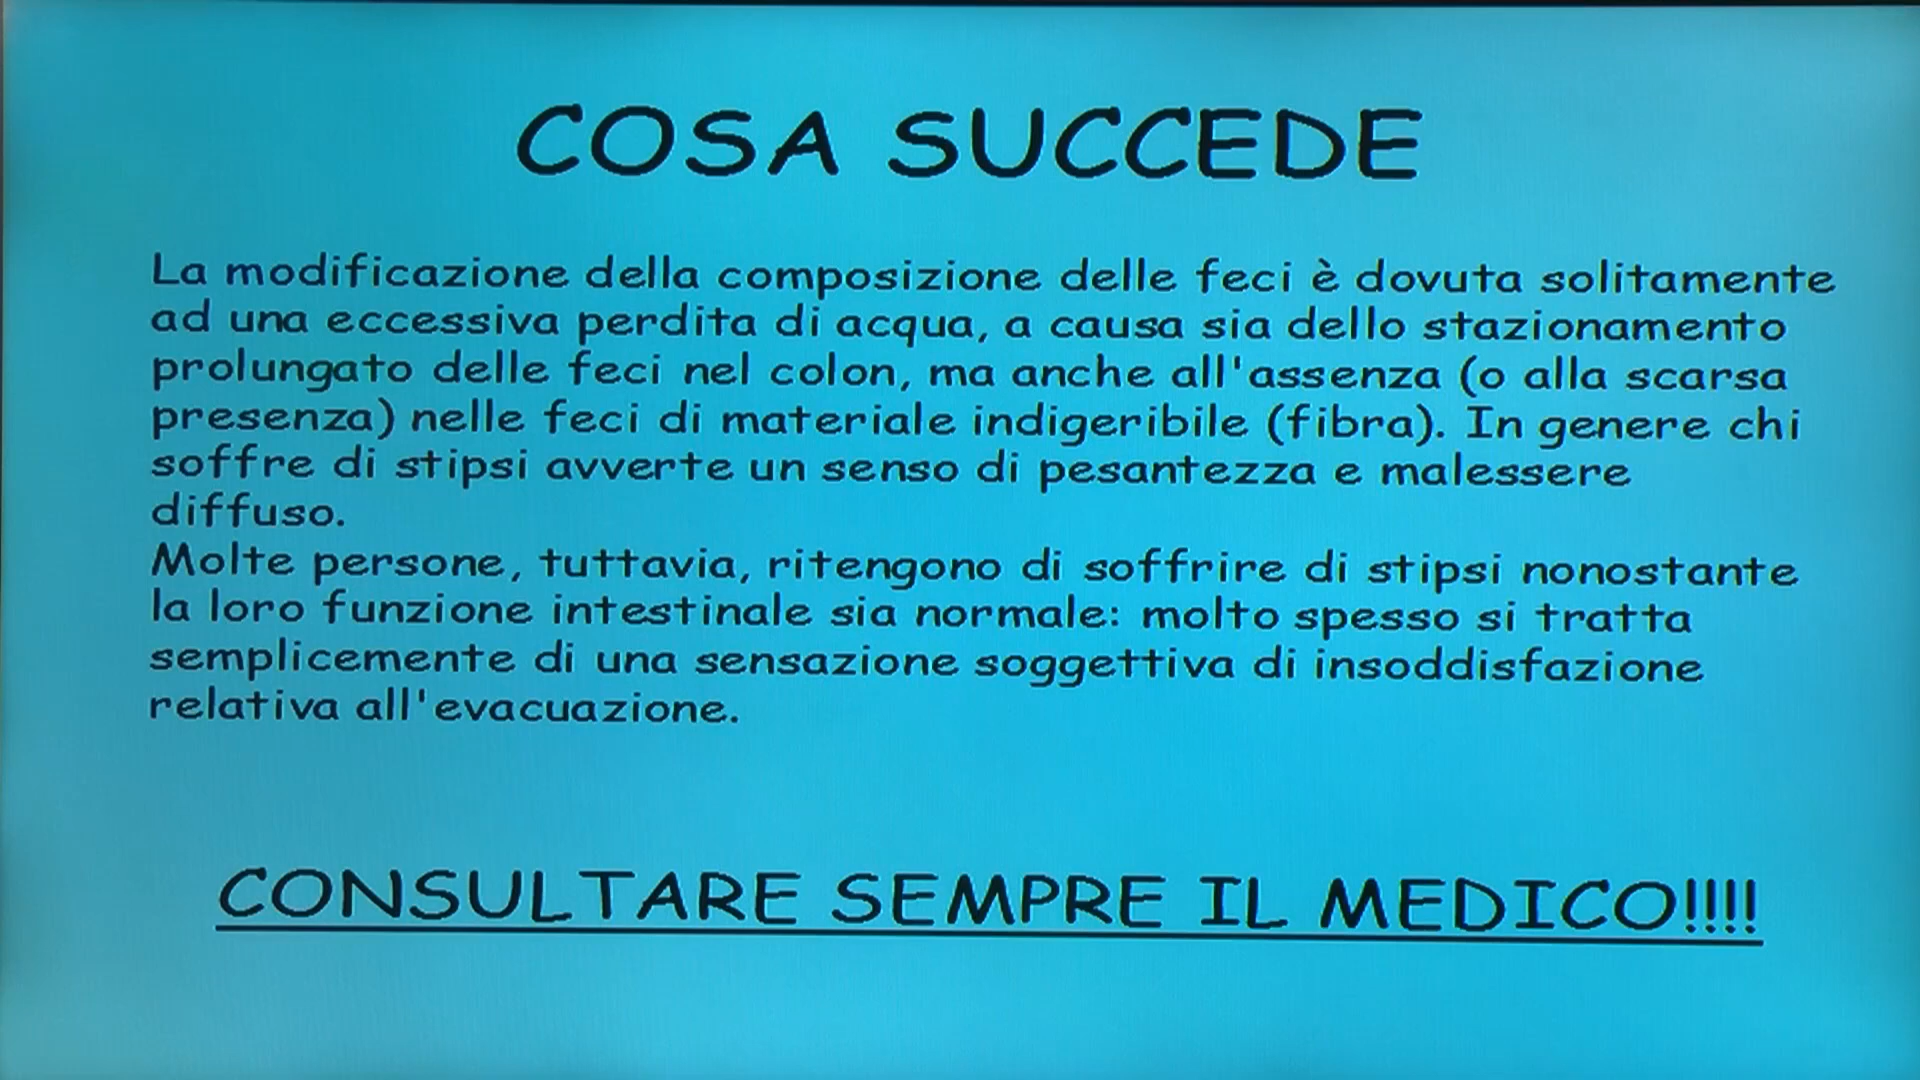 COSA SUCCEDE
La modificazione della composizione delle feci è dovuta solitamente
ad una eccessiva perdita di acqua, a causa sia dello stazionamento
prolungato delle feci nel colon, ma anche all'assenza (o alla scarsa
presenza) nelle feci di materiale indigeribile (fibra). In genere chi
soffre di stipsi avverte un senso di pesantezza e malessere
diffuso.
Molte persone, tuttavia, ritengono di soffrire di stipsi nonostante
la loro funzione intestinale sia normale: molto spesso si tratta
semplicemente di una sensazione soggettiva di insoddisfazione
relativa all'evacuazione.
CONSULTARE SEMPRE IL MEDICO!!!!